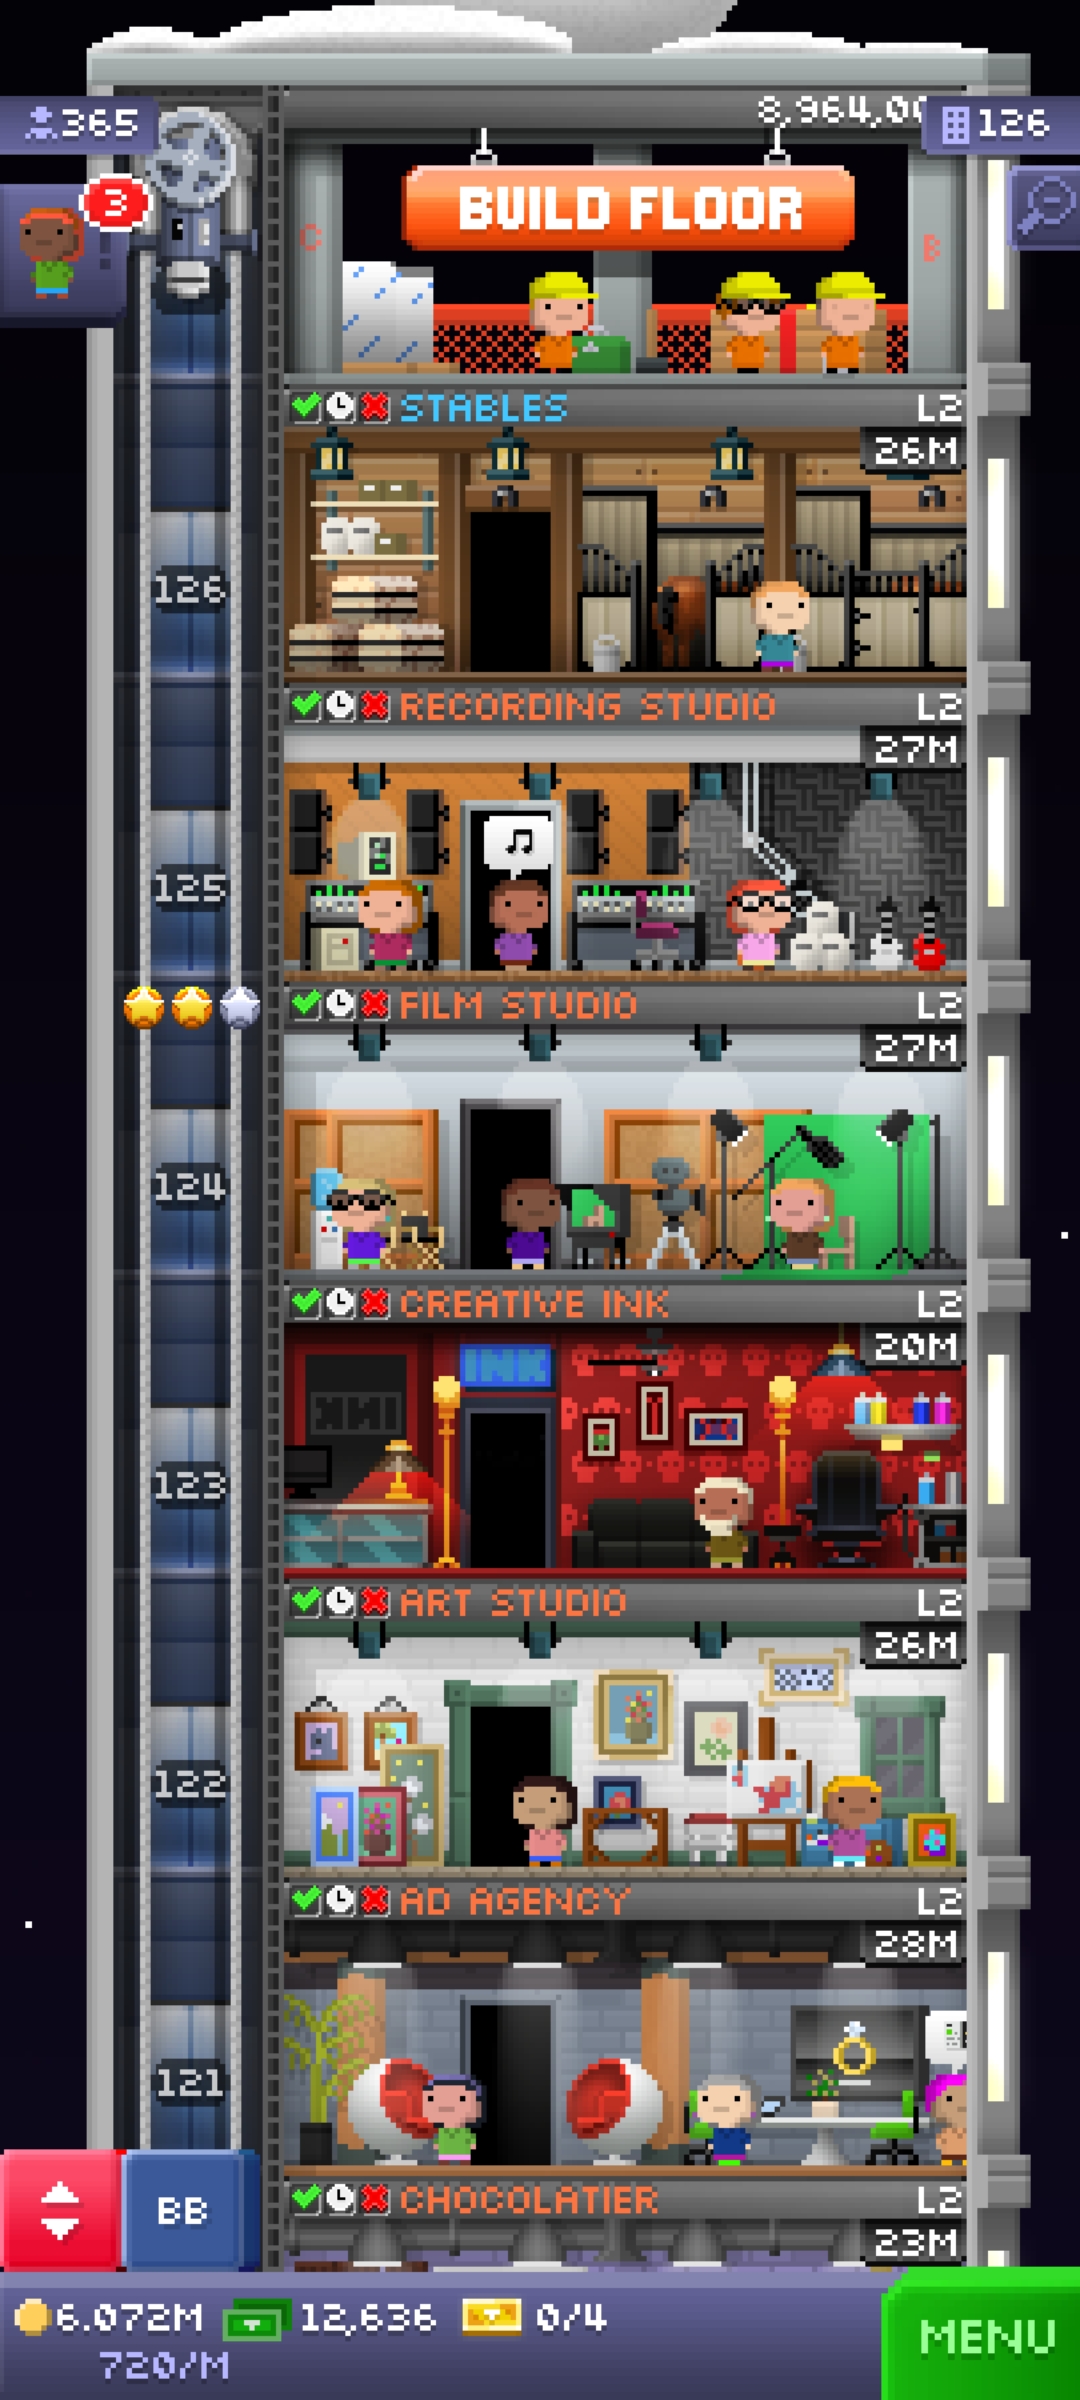 365
8,964,00
126
3
BUILD FLOOR
C
B
STABLES L2
26M
126
RECORDING STUDIO L2
27M
125
FILM STUDIO L2
27M
124
CREATIVE INK L2
20M
INK
123
ART STUDIO L2
26M
122
AD AGENCY L2
28M
121
BB
CHOCOLATIER L2
23M
6.072M 12,636 0/4
720/M
MENU